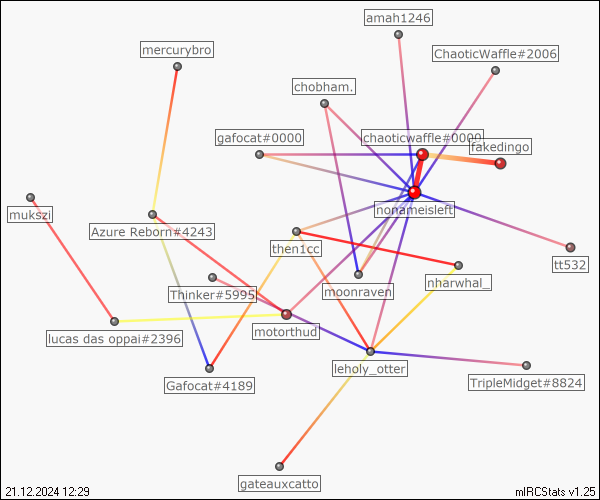 amah1246
mercurybro
ChaoticWaffle#2006
chobham.
gafocat#0000
chaoticwaffle#0000
fakedingo
mukszi
nonameisleft
Azure Reborn#4243
then1cc
tt532
nharwhal_
Thinker#5995
moonraven
motorthud
lucas das oppai#2396
leholy_otter
Gafocat#4189
TripleMidget#8824
gateauxcatto
21.12.2024 12:29
mIRCStats v1.25